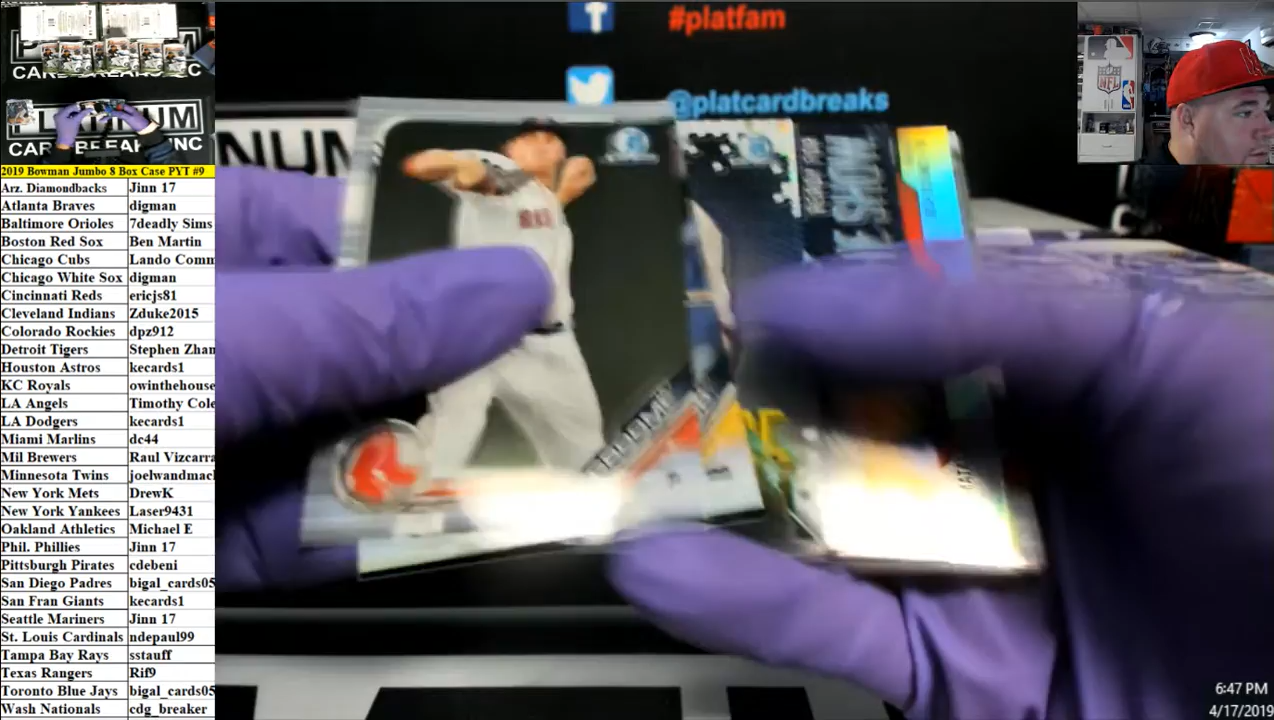 #platfam
@platcardbreaks
2019 Bowman Jumbo 8 Box Case PYT #9
Arz. Diamondbacks Jinn 17
Atlanta Braves digman
Baltimore Orioles 7deadly Sims
Boston Red Sox Ben Martin
Chicago Cubs Lando Comm
Chicago White Sox digman
Cincinnati Reds ericjs81
Cleveland Indians Zduke2015
Colorado Rockies dpz912
Detroit Tigers Stephen Zhan
Houston Astros kecards1
KC Royals owinthehouse
LA Angels Timothy Cole
LA Dodgers kecards1
Miami Marlins dc44
Mil Brewers Raul Vizcarra
Minnesota Twins joelwandmacl
New York Mets DrewK
New York Yankees Laser9431
Oakland Athletics Michael E
Phil. Phillies Jinn 17
Pittsburgh Pirates cdebeni
San Diego Padres bigal_cards05
San Fran Giants kecards1
Seattle Mariners Jinn 17
St. Louis Cardinals ndepaul99
Tampa Bay Rays sstauff
Texas Rangers Rif9
Toronto Blue Jays bigal_cards05
Wash Nationals cdg_breaker
NFL
6:47 PM
4/17/2019